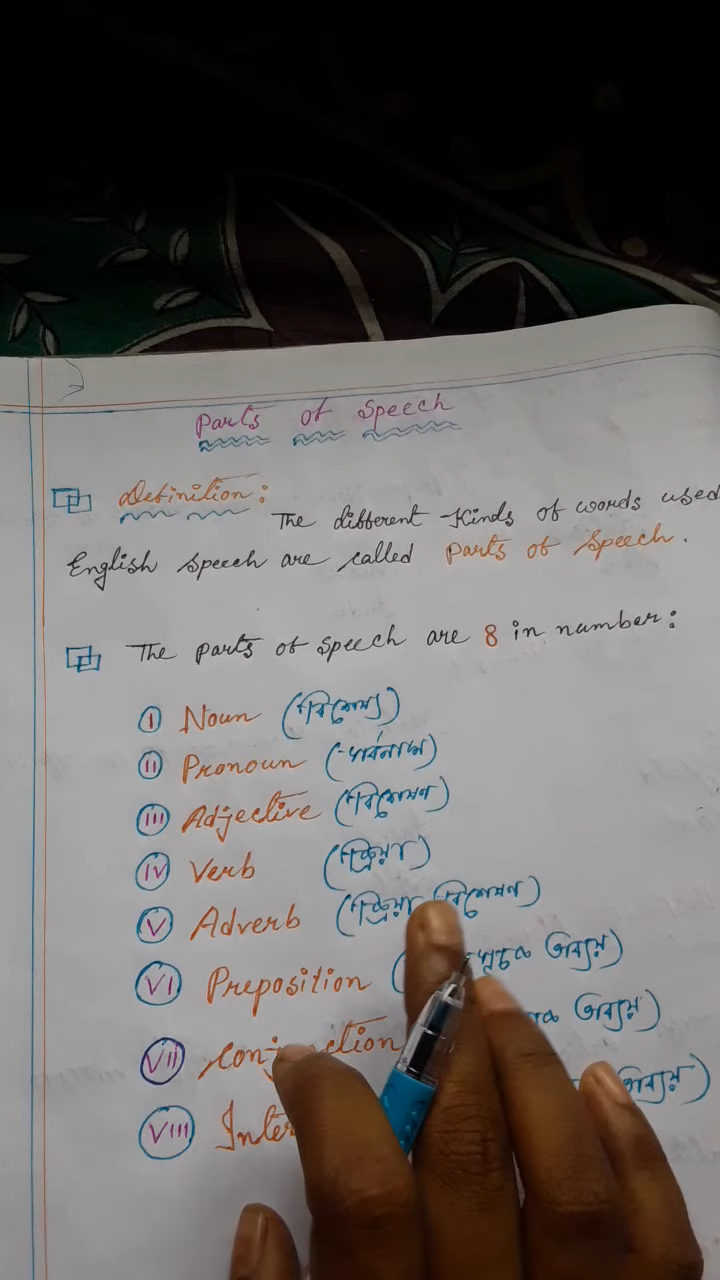 Parts of Speech
Definition:
The different kinds of words used
English speech are called Parts of Speech.
The parts of speech are 8 in number:
I Noun (বিশেষ্য)
II Pronoun (সর্বনাম)
III Adjective (বিশেষণ)
IV Verb (ক্রিয়া)
V Adverb (ক্রিয়া বিশেষণ)
VI Preposition ( অব্যয়)
VII অব্যয়)
VIII অব্যয়)